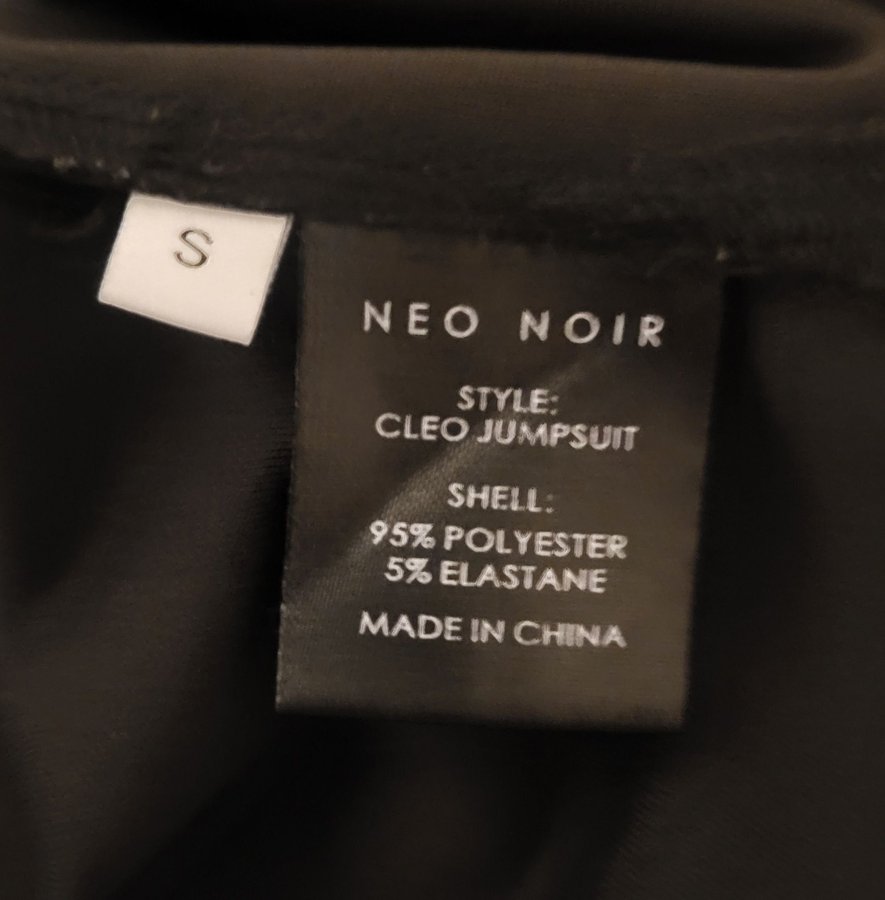 S
NEO NOIR
STYLE:
CLEO JUMPSUIT
SHELL:
95% POLYESTER
5% ELASTANE
MADE IN CHINA